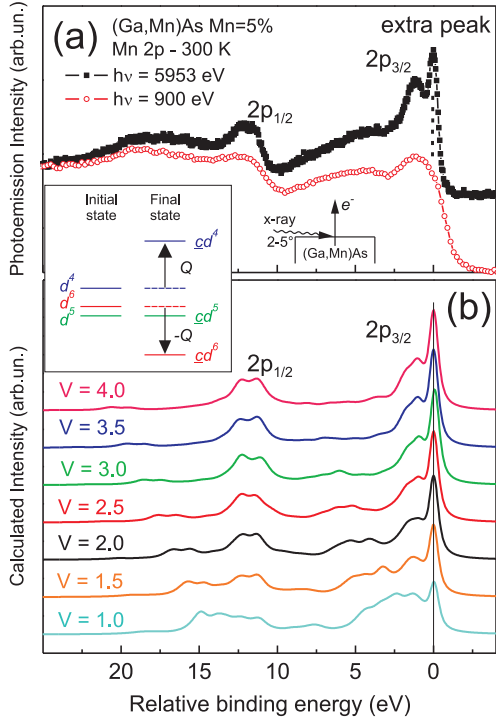 Photoemission Intensity (arb.un.)
(a)
(Ga,Mn)As Mn=5%
Mn 2p - 300 K
hν = 5953 eV
hν = 900 eV
extra peak
2p3/2
2p1/2
Initial state
Final state
d4
d6
d5
cd4
Q
cd5
-Q
cd6
e-
x-ray
2-5°
(Ga,Mn)As
Calculated Intensity (arb.un.)
(b)
2p3/2
2p1/2
V = 4.0
V = 3.5
V = 3.0
V = 2.5
V = 2.0
V = 1.5
V = 1.0
20 15 10 5 0
Relative binding energy (eV)